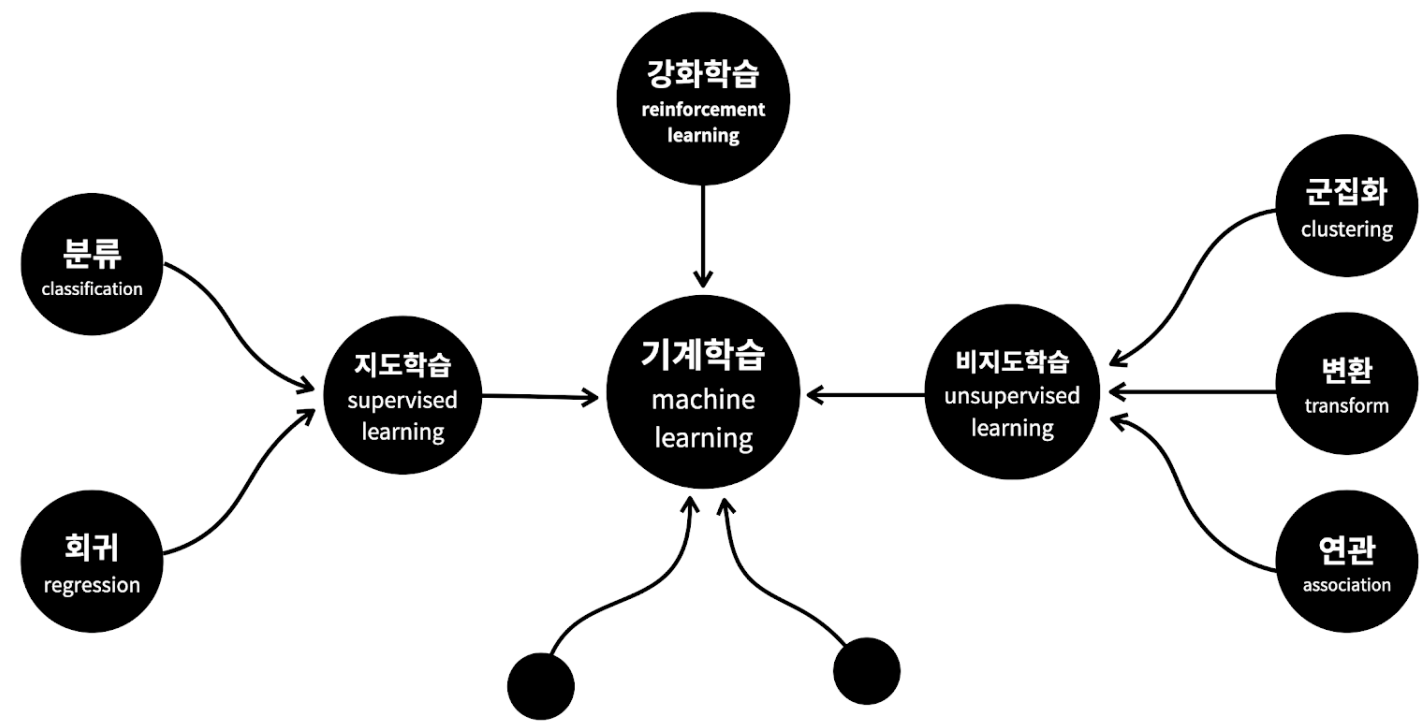 강화학습
reinforcement
learning
분류
classification
회귀
regression
지도학습
supervised
learning
기계학습
machine
learning
비지도학습
unsupervised
learning
군집화
clustering
변환
transform
연관
association